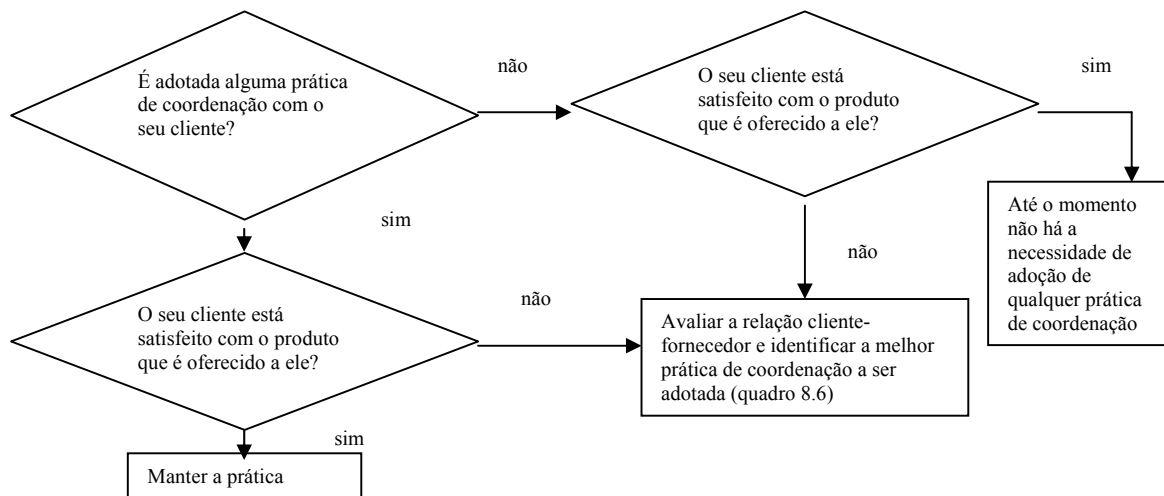 É adotada alguma prática
de coordenação com o
seu cliente?
não
O seu cliente está
satisfeito com o produto
que é oferecido a ele?
sim
Até o momento
não há a
necessidade de
adoção de
qualquer prática
de coordenação
sim
não
O seu cliente está
satisfeito com o produto
que é oferecido a ele?
não
Avaliar a relação cliente-
fornecedor e identificar a melhor
prática de coordenação a ser
adotada (quadro 8.6)
sim
Manter a prática